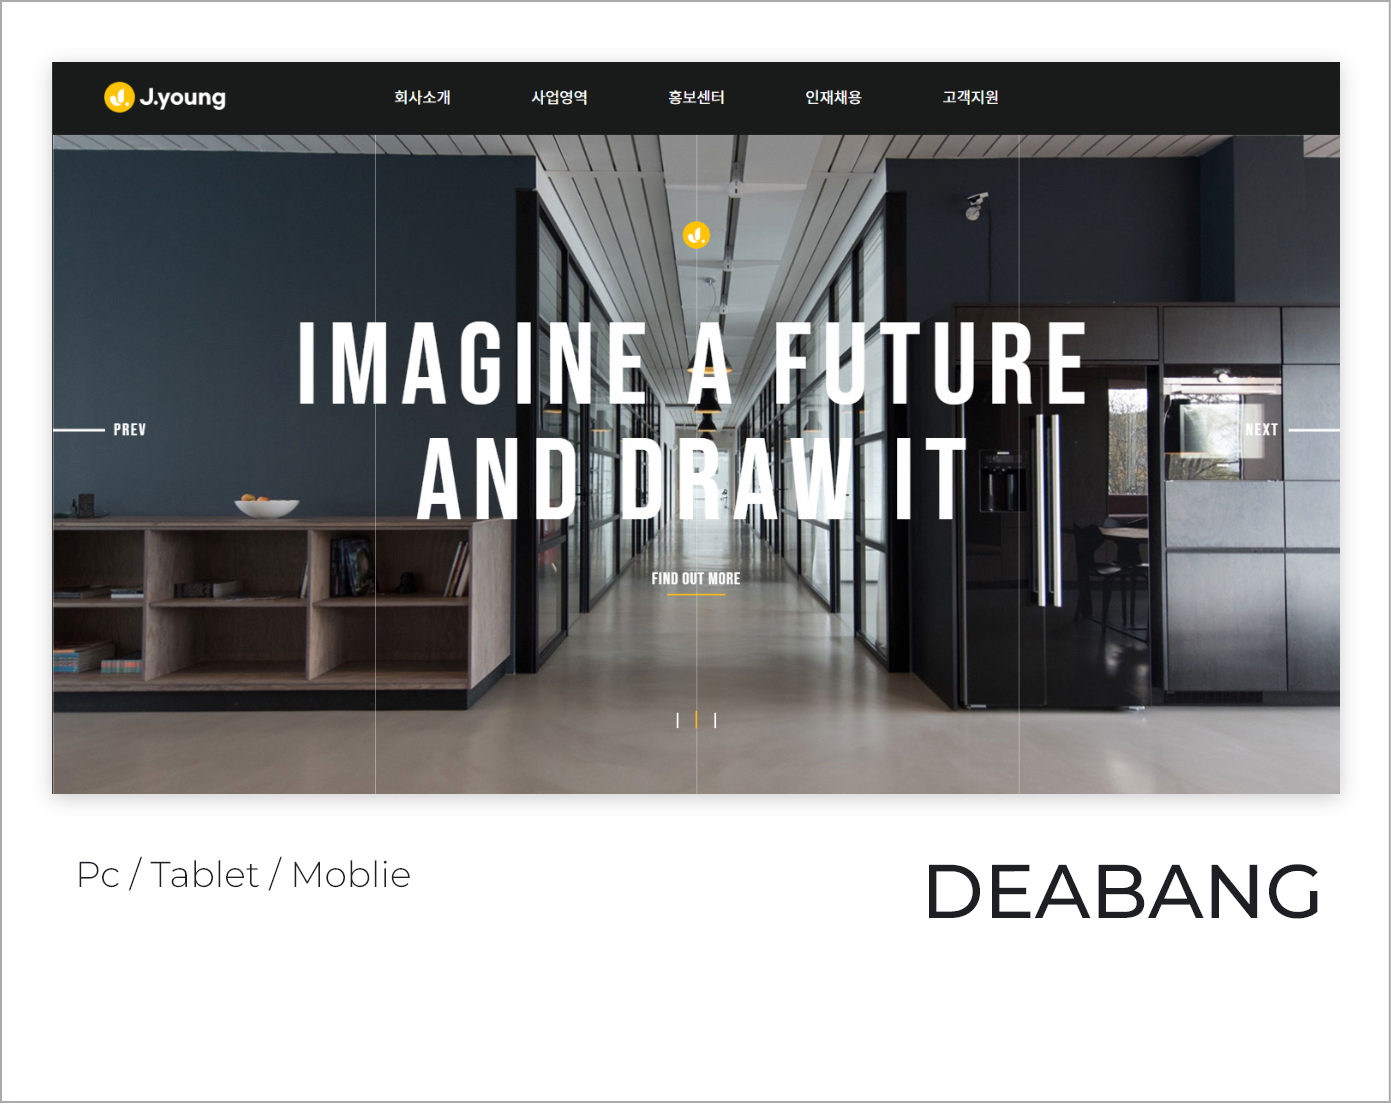 J.young
회사소개
사업영역
홍보센터
인재채용
고객지원
IMAGINE A FUTURE
AND DRAW IT
PREV
NEXT
FIND OUT MORE
Pc / Tablet / Moblie
DEABANG